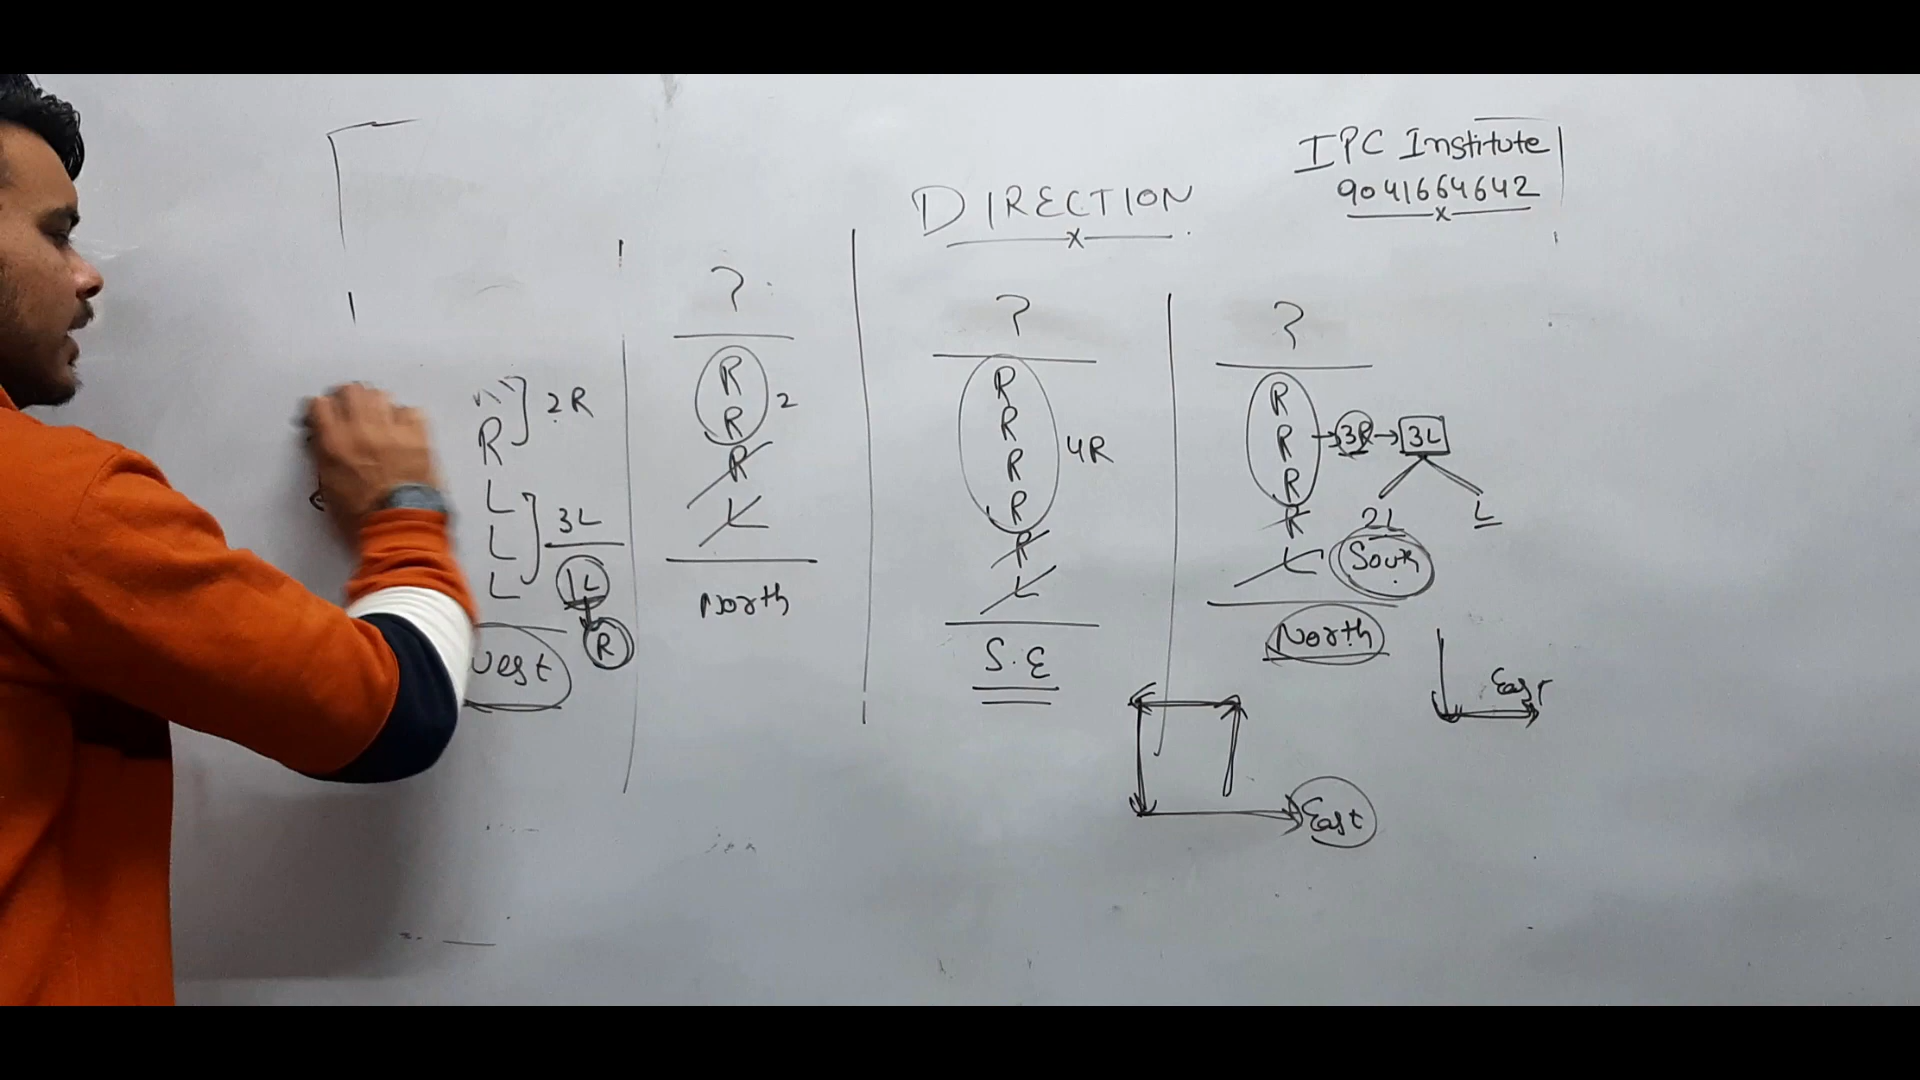 IPC Institute
9041664642
x
DIRECTION
x
R
L
L
L
2R
3L
1L
R
West
?
R
R
R
L
2
North
?
R
R
R
R
R
L
4R
S.E
?
R
R
R
R
L
3R
3L
2L
L
South
North
East
East